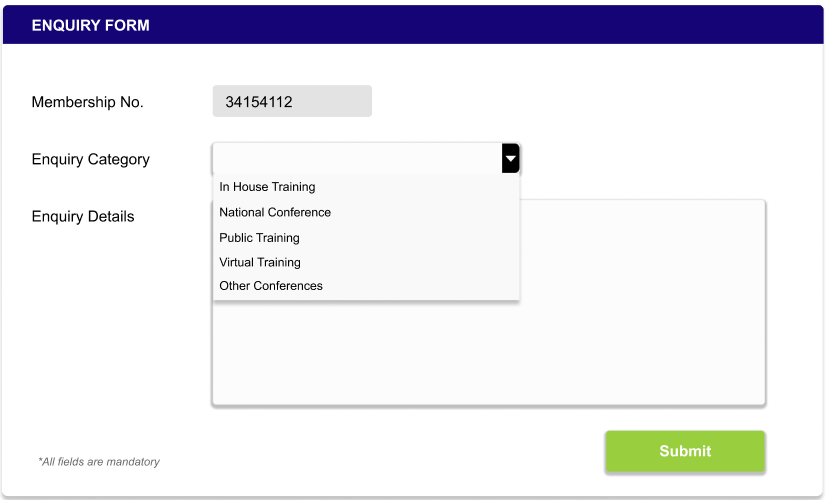 ENQUIRY FORM
Membership No.
34154112
Enquiry Category
In House Training
National Conference
Public Training
Virtual Training
Other Conferences
Enquiry Details
*All fields are mandatory
Submit